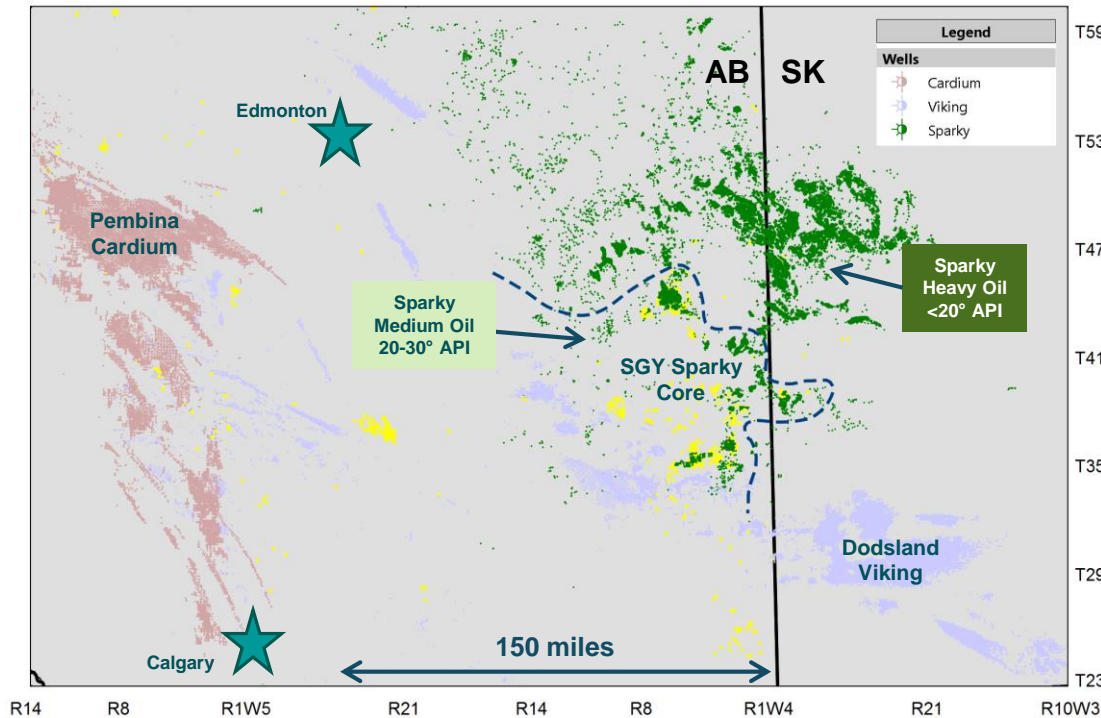 Legend
Wells
Cardium
Viking
Sparky
AB
SK
Edmonton
Pembina
Cardium
Sparky
Medium Oil
20-30° API
Sparky
Heavy Oil
<20° API
SGY Sparky
Core
Dodsland
Viking
Calgary
150 miles
T59
T53
T47
T41
T35
T29
T23
R14
R8
R1W5
R21
R14
R8
R1W4
R21
R10W3